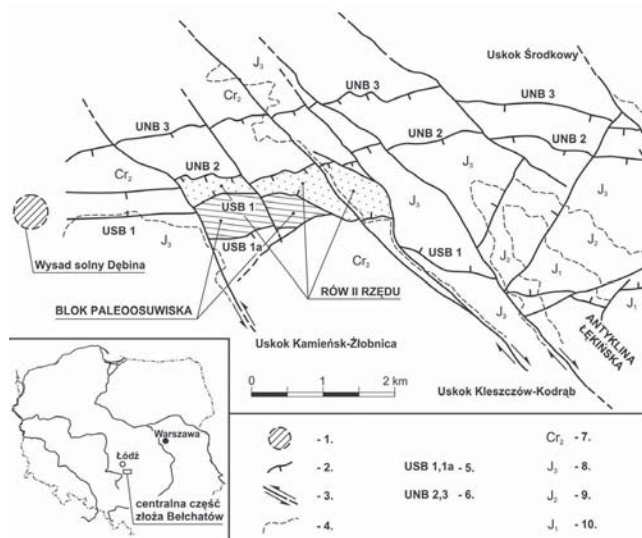 J₃
Uskok Środkowy
Cr₂
UNB 3
UNB 3
UNB 3
UNB 2
UNB 2
UNB 2
J₃
Cr₂
J₃
USB 1
USB 1
J₃
J₂
Wysad solny Dębina
J₃
USB 1a
USB 1
J₂
J₁
Cr₂
RÓW II RZĘDU
BLOK PALEOOSUWISKA
J₃
J₁
ANTYKLINA
ŁĘKIŃSKA
Uskok Kamieńsk-Żłobnica
0 1 2 km
Uskok Kleszczów-Kodrąb
Warszawa
Łódź
centralna część
złoża Bełchatów
- 1.
- 2.
- 3.
- 4.
USB 1,1a - 5.
UNB 2,3 - 6.
Cr₂ - 7.
J₃ - 8.
J₂ - 9.
J₁ - 10.